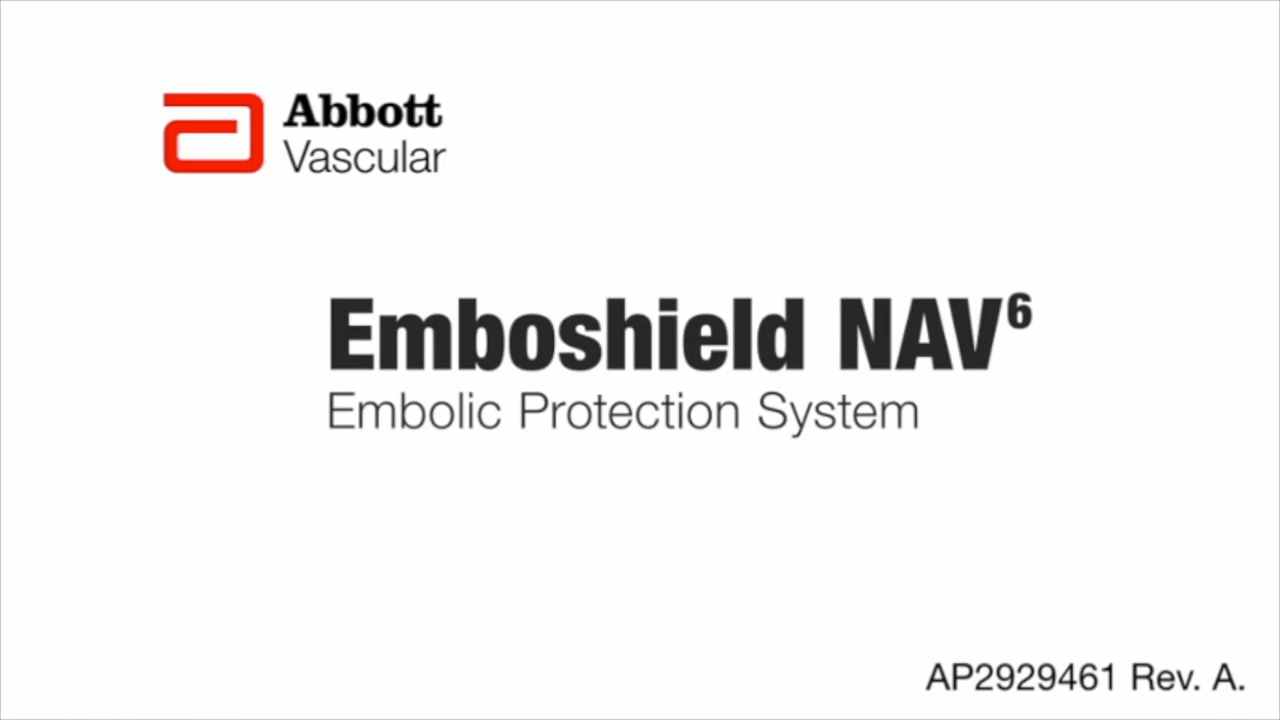 Abbott
Vascular
Emboshield NAV⁶
Embolic Protection System
AP2929461 Rev. A.